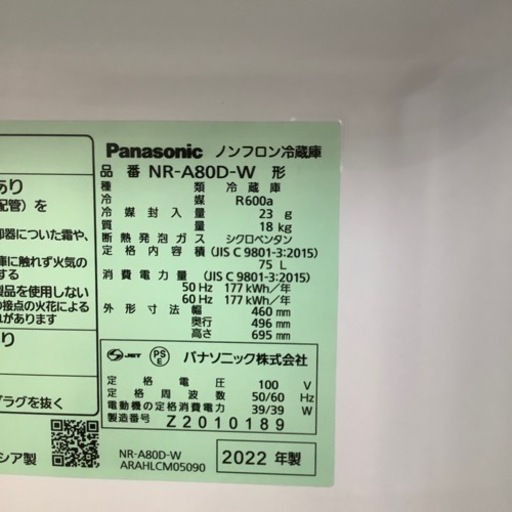 あり
配管)を
Panasonic ノンフロン冷蔵庫
品 番 NR-A80D-W 形
種 類 冷蔵庫
冷 媒 R600a
冷媒封入量 23 g
質 量 18 kg
断熱発泡ガス シクロペンタン
定格内容積 (JIS C 9801-3:2015)
75 L
消費電力量 (JIS C 9801-3:2015)
50 Hz 177 kWh／年
60 Hz 177 kWh／年
外形寸法 幅 460 mm
奥行 496 mm
高さ 695 mm
部器についた霜や、
庫に触れず火気の
する
製品を使用しない
の接点の火花による
れがあります
り
プラグを抜く
シア製
JET PS E パナソニック株式会社
定格電圧 100 V
定格周波数 50/60 Hz
電動機の定格消費電力 39/39 W
製造番号 Z2010189
NR-A80D-W
ARAHLCM05090
2022 年製